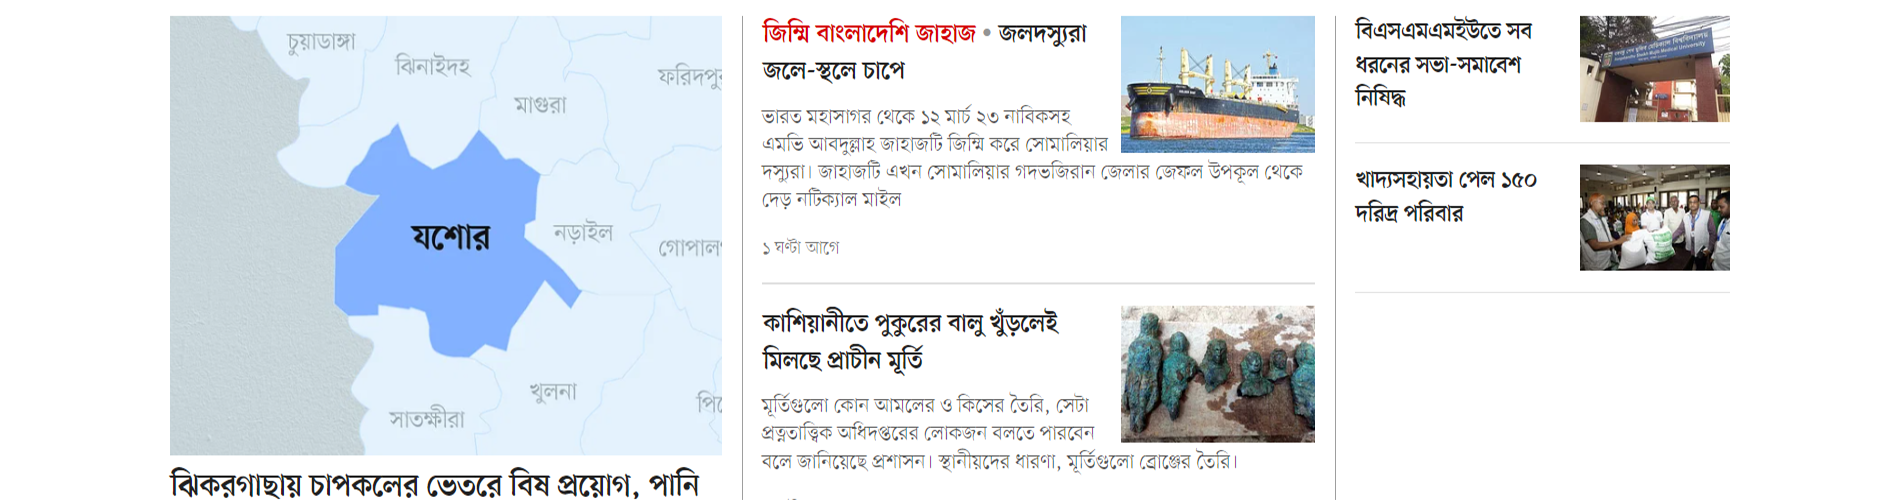 চুয়াডাঙ্গা
ঝিনাইদহ
মাগুরা
যশোর
নড়াইল
খুলনা
সাতক্ষীরা
ঝিকরগাছায় চাপকলের ভেতরে বিষ প্রয়োগ, পানি
জিম্মি বাংলাদেশি জাহাজ • জলদস্যুরা
জলে-স্থলে চাপে
ভারত মহাসাগর থেকে ১২ মার্চ ২৩ নাবিকসহ
এমভি আবদুল্লাহ জাহাজটি জিম্মি করে সোমালিয়ার
দস্যুরা। জাহাজটি এখন সোমালিয়ার গদভজিরান জেলার জেফল উপকূল থেকে
দেড় নটিক্যাল মাইল
১ ঘণ্টা আগে
কাশিয়ানীতে পুকুরের বালু খুঁড়লেই
মিলছে প্রাচীন মূর্তি
মূর্তিগুলো কোন আমলের ও কিসের তৈরি, সেটা
প্রত্নতাত্ত্বিক অধিদপ্তরের লোকজন বলতে পারবেন
বলে জানিয়েছে প্রশাসন। স্থানীয়দের ধারণা, মূর্তিগুলো ব্রোঞ্জের তৈরি।
বিএসএমএমইউতে সব
ধরনের সভা-সমাবেশ
নিষিদ্ধ
খাদ্যসহায়তা পেল ১৫০
দরিদ্র পরিবার